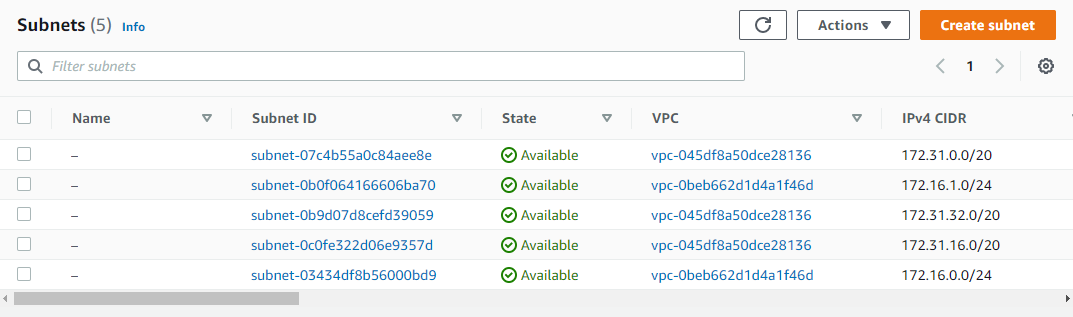 Subnets (5) Info Actions Create subnet
Filter subnets 1
Name Subnet ID State VPC IPv4 CIDR
– subnet-07c4b55a0c84aee8e Available vpc-045df8a50dce28136 172.31.0.0/20
– subnet-0b0f064166606ba70 Available vpc-0beb662d1d4a1f46d 172.16.1.0/24
– subnet-0b9d07d8cefd39059 Available vpc-045df8a50dce28136 172.31.32.0/20
– subnet-0c0fe322d06e9357d Available vpc-045df8a50dce28136 172.31.16.0/20
– subnet-03434df8b56000bd9 Available vpc-0beb662d1d4a1f46d 172.16.0.0/24